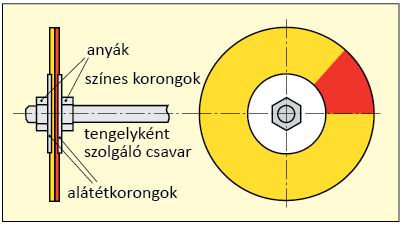 anyák
színes korongok
tengelyként
szolgáló csavar
alátétkorongok